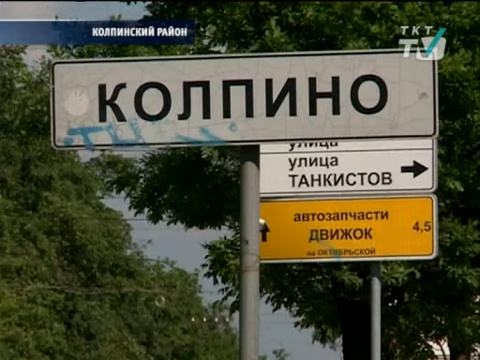 КОЛПИНСКИЙ РАЙОН
ТКТ
TV
КОЛПИНО
улица
улица
ТАНКИСТОВ
автозапчасти
ДВИЖОК
4,5
на ОКТЯБРЬСКОЙ